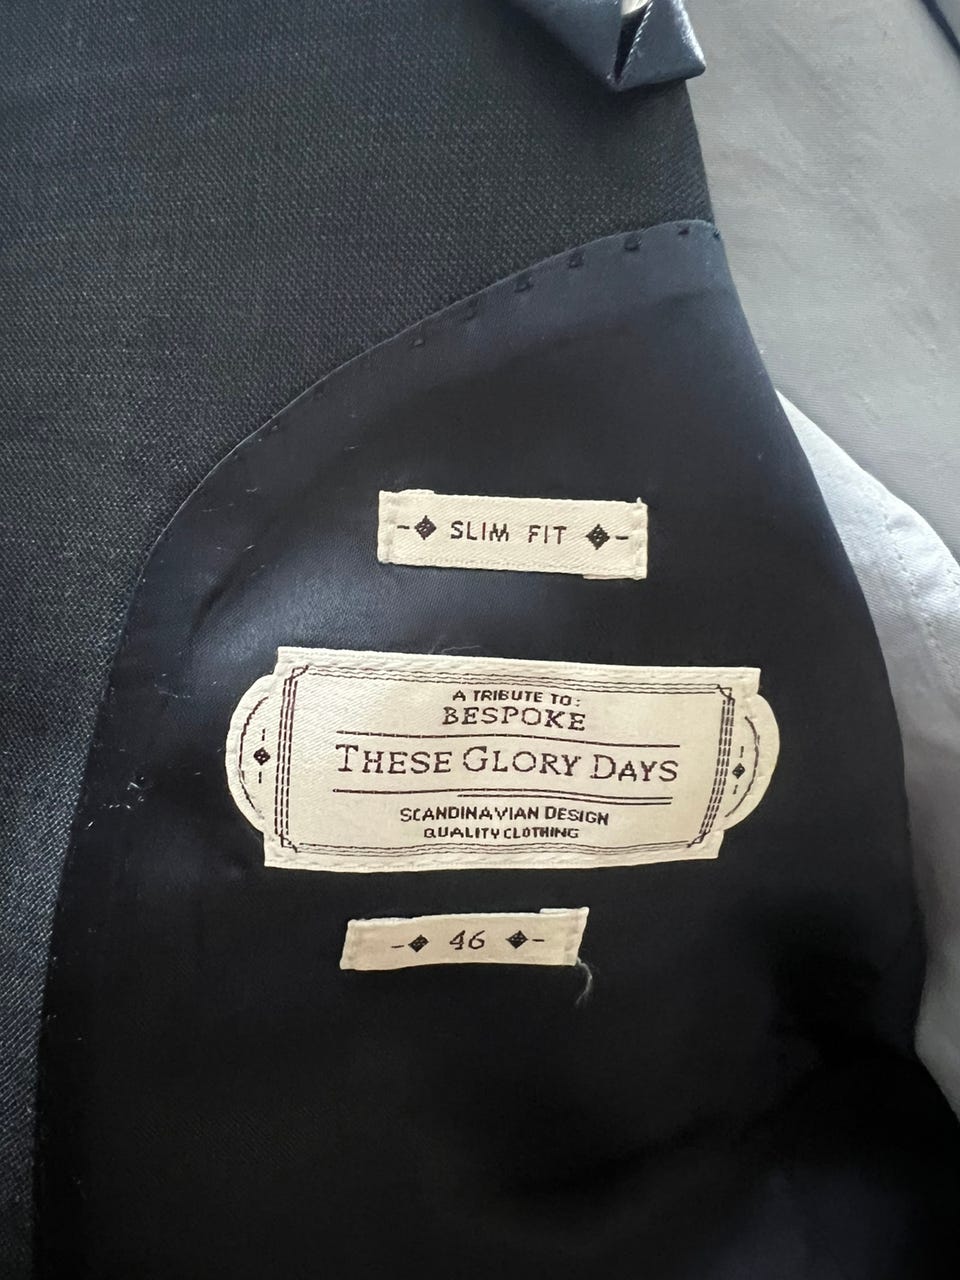 SLIM FIT
A TRIBUTE TO:
BESPOKE
THESE GLORY DAYS
SCANDINAVIAN DESIGN
QUALITY CLOTHING
46